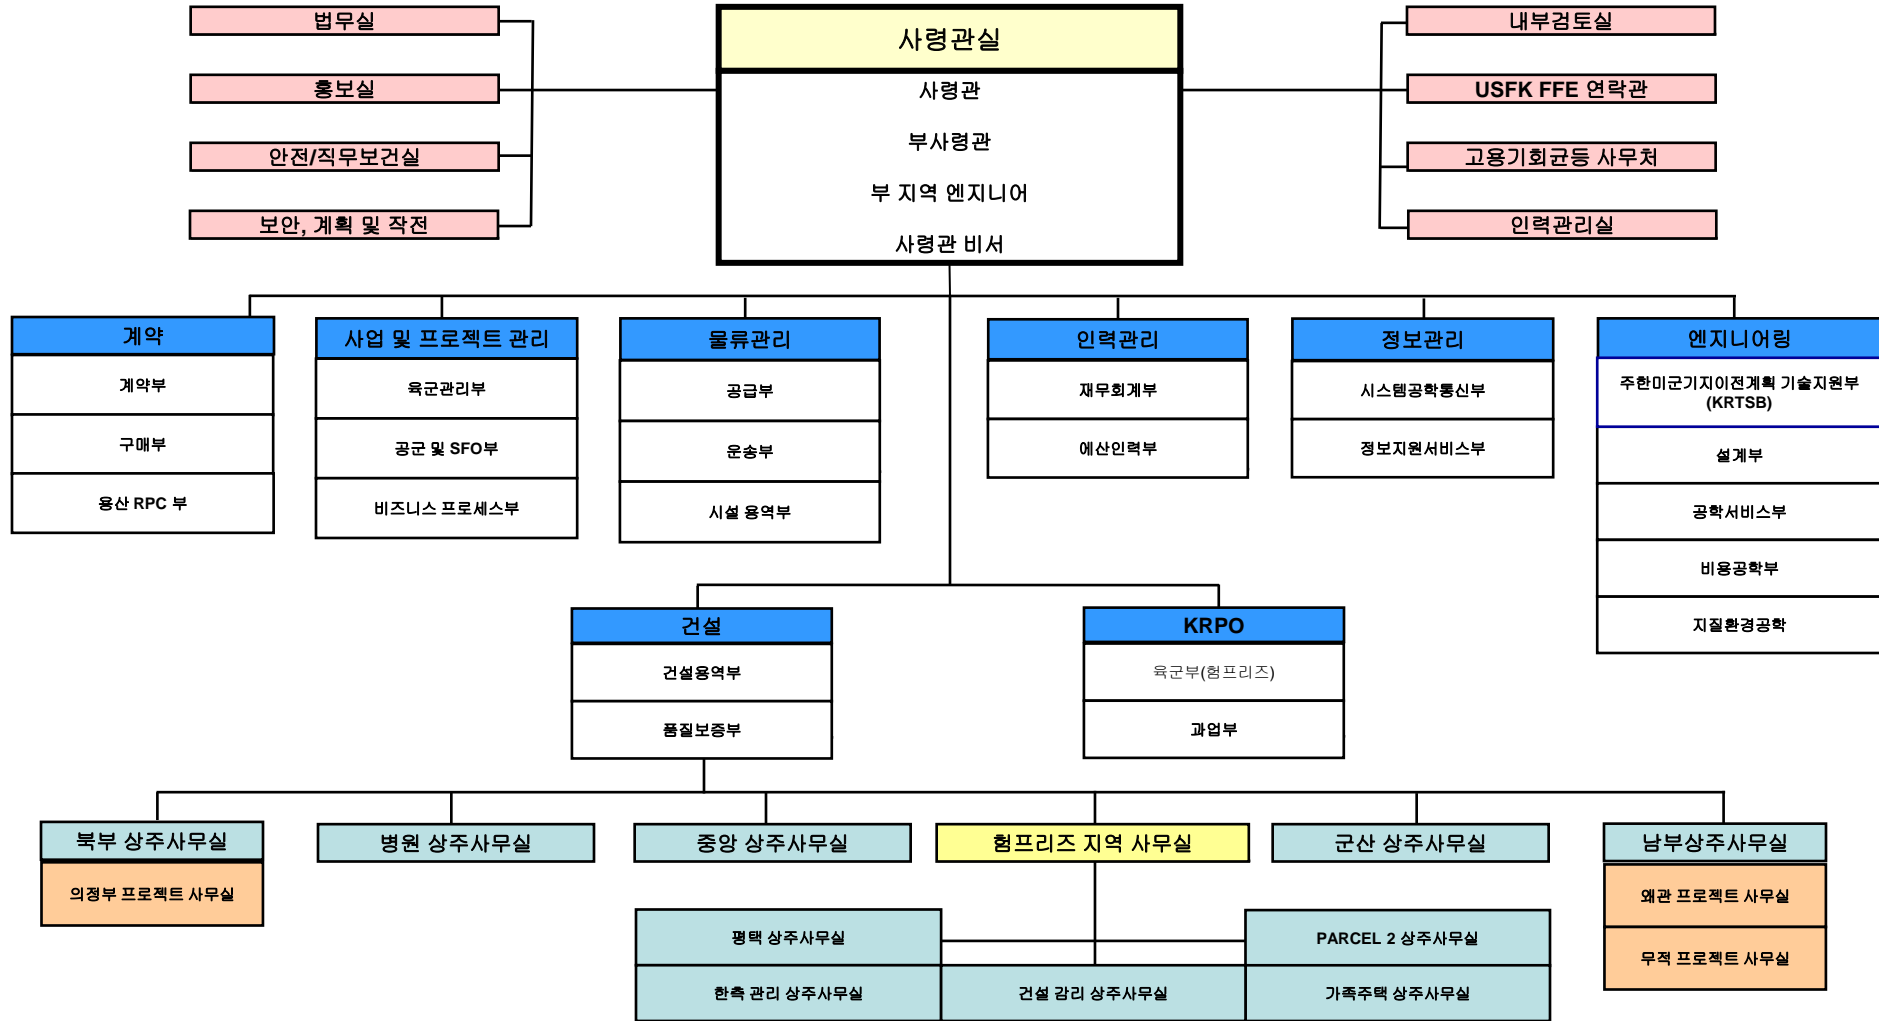 법무실
홍보실
안전/직무보건실
보안, 계획 및 작전
사령관실
사령관
부사령관
부 지역 엔지니어
사령관 비서
내부검토실
USFK FFE 연락관
고용기회균등 사무처
인력관리실
계약
계약부
구매부
용산 RPC 부
사업 및 프로젝트 관리
육군관리부
공군 및 SFO부
비즈니스 프로세스부
물류관리
공급부
운송부
시설 용역부
인력관리
재무회계부
예산인력부
정보관리
시스템공학통신부
정보지원서비스부
엔지니어링
주한미군기지이전계획 기술지원부
(KRTSB)
설계부
공학서비스부
비용공학부
지질환경공학
건설
건설용역부
품질보증부
KRPO
육군부(험프리즈)
과업부
북부 상주사무실
의정부 프로젝트 사무실
병원 상주사무실
중앙 상주사무실
험프리즈 지역 사무실
군산 상주사무실
남부상주사무실
왜관 프로젝트 사무실
무적 프로젝트 사무실
평택 상주사무실
PARCEL 2 상주사무실
한측 관리 상주사무실
건설 감리 상주사무실
가족주택 상주사무실